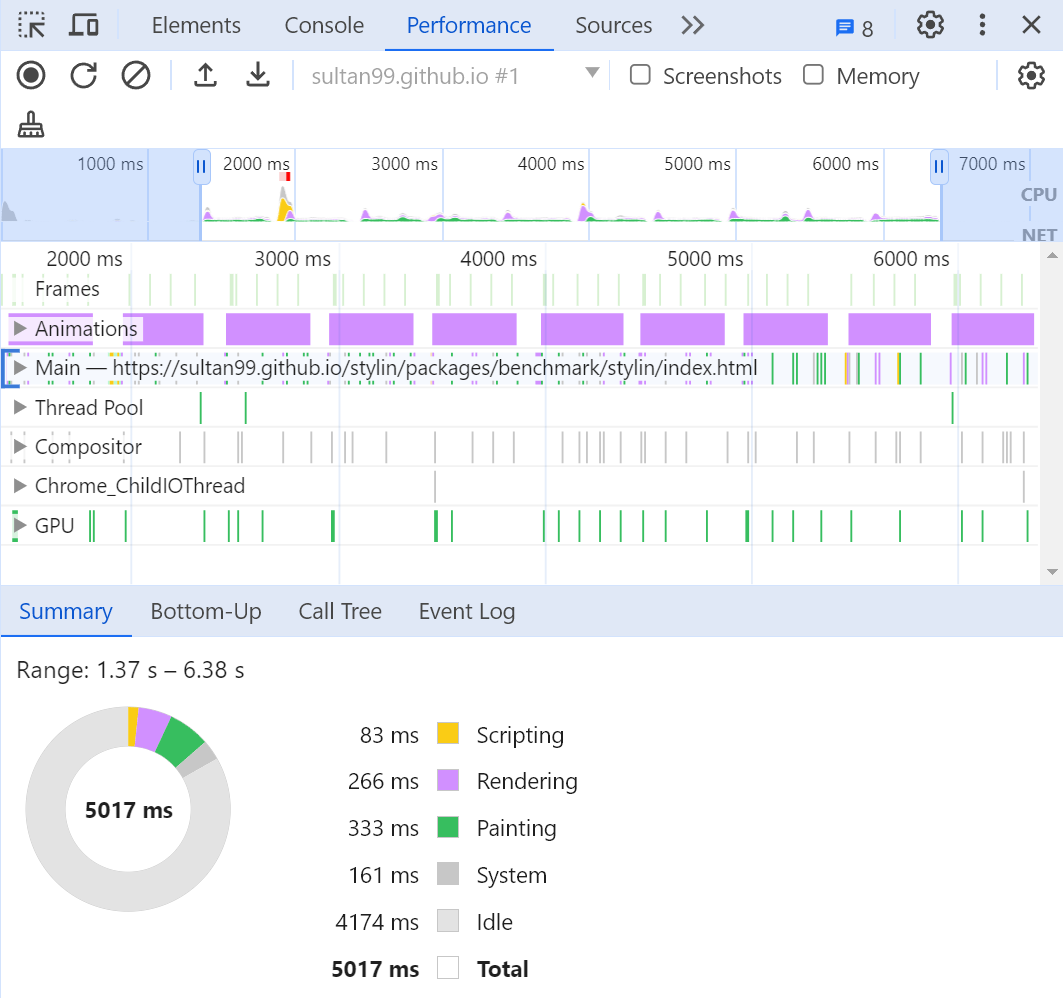 Elements Console Performance Sources 8
sultan99.github.io #1 Screenshots Memory
1000 ms 2000 ms 3000 ms 4000 ms 5000 ms 6000 ms 7000 ms
CPU
NET
2000 ms 3000 ms 4000 ms 5000 ms 6000 ms
Frames
Animations
Main — https://sultan99.github.io/stylin/packages/benchmark/stylin/index.html
Thread Pool
Compositor
Chrome_ChildIOThread
GPU
Summary Bottom-Up Call Tree Event Log
Range: 1.37 s – 6.38 s
5017 ms
83 ms Scripting
266 ms Rendering
333 ms Painting
161 ms System
4174 ms Idle
5017 ms Total